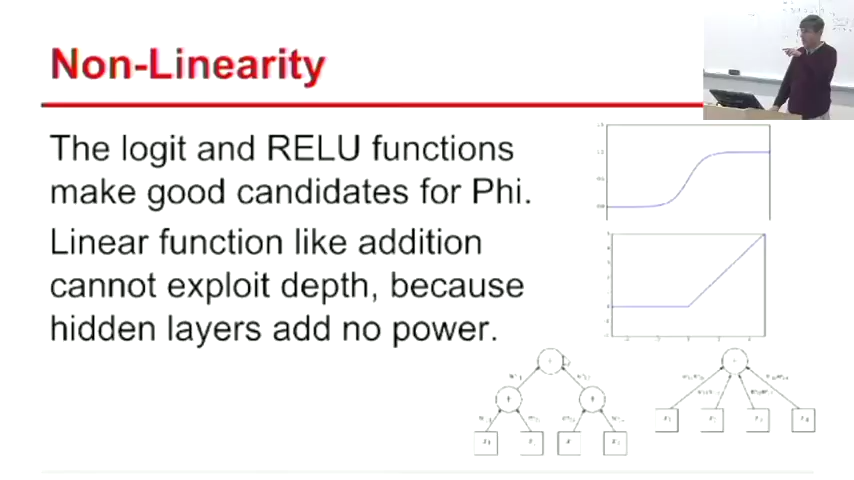 Non-Linearity
The logit and RELU functions
make good candidates for Phi.
Linear function like addition
cannot exploit depth, because
hidden layers add no power.